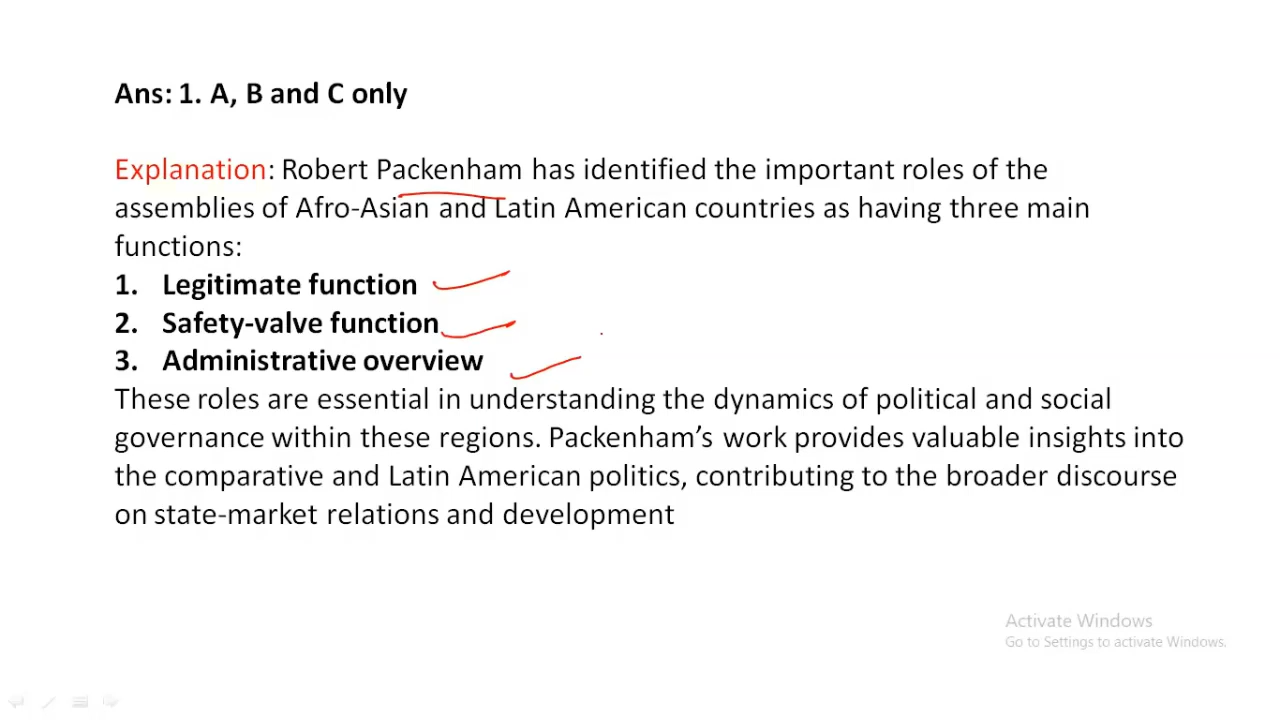 Ans: 1. A, B and C only
Explanation: Robert Packenham has identified the important roles of the
assemblies of Afro-Asian and Latin American countries as having three main
functions:
1. Legitimate function
2. Safety-valve function
3. Administrative overview
These roles are essential in understanding the dynamics of political and social
governance within these regions. Packenham’s work provides valuable insights into
the comparative and Latin American politics, contributing to the broader discourse
on state-market relations and development
Activate Windows
Go to Settings to activate Windows.